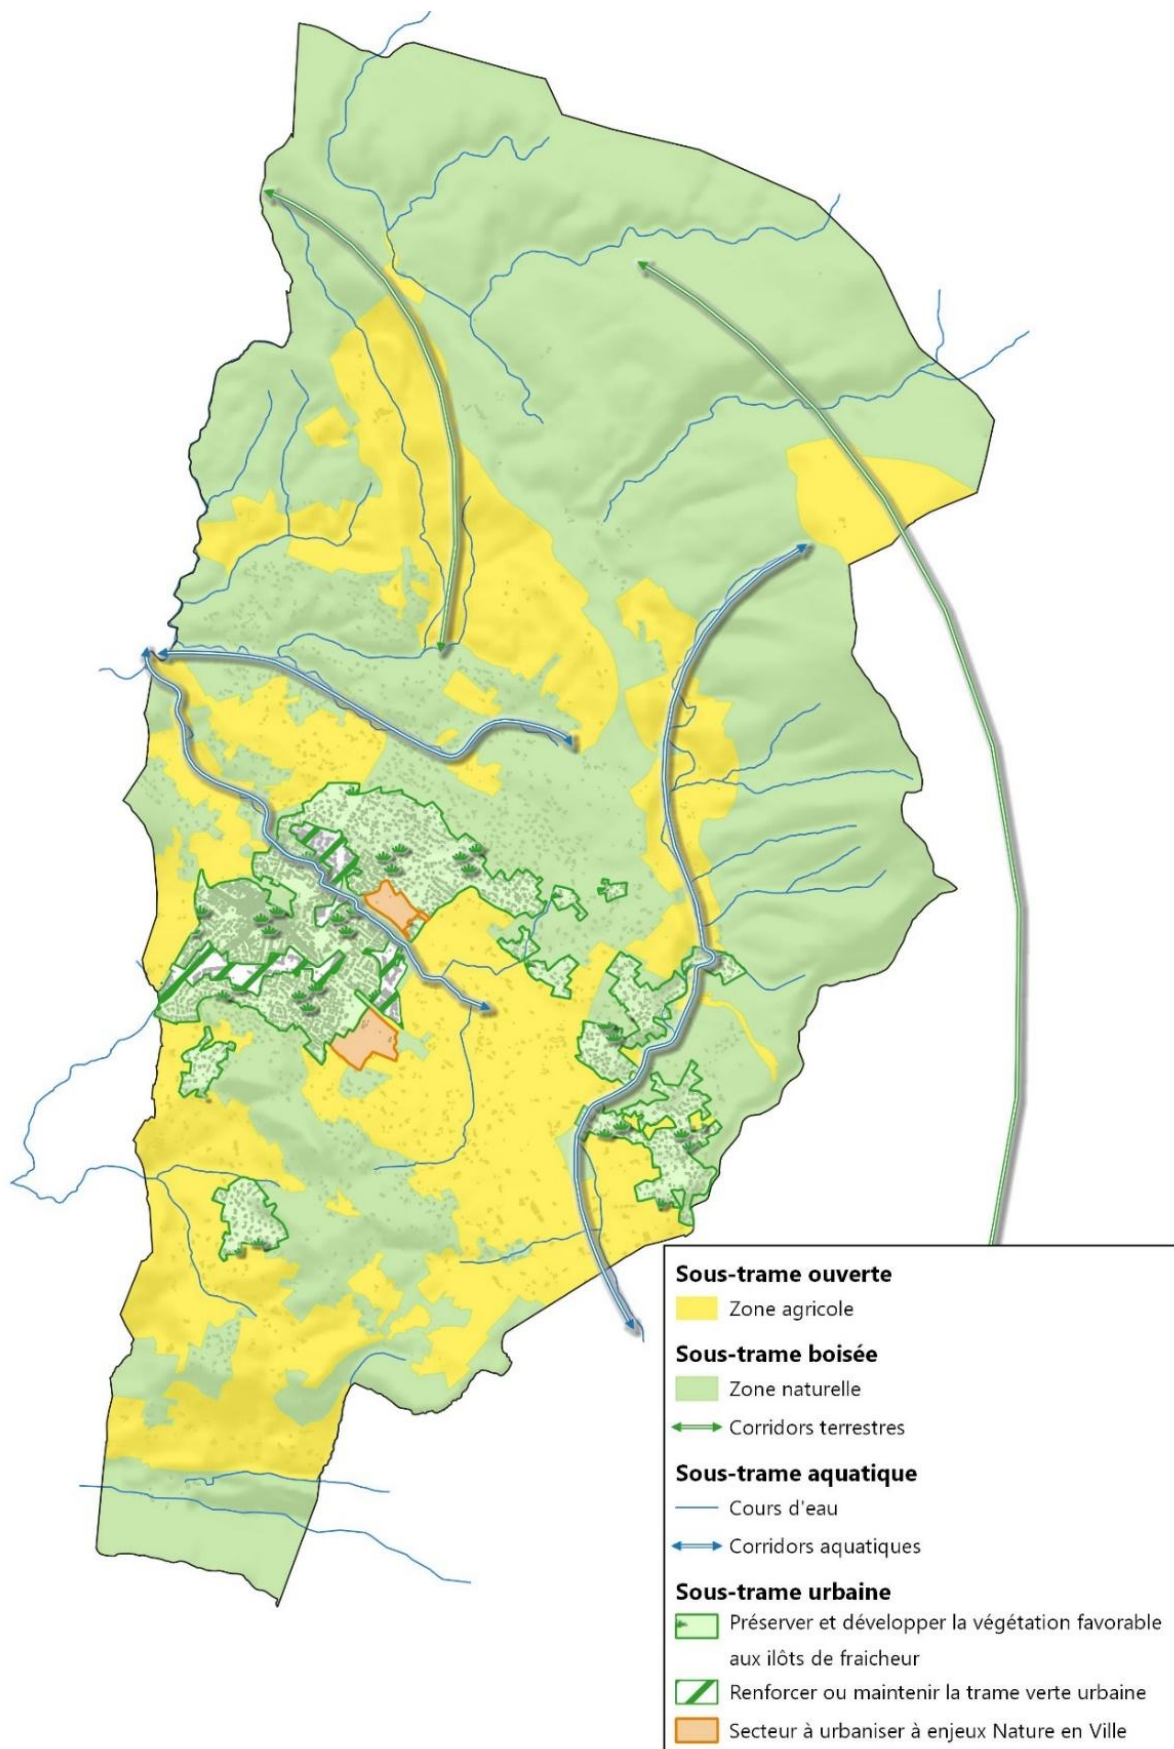 Sous-trame ouverte
Zone agricole
Sous-trame boisée
Zone naturelle
Corridors terrestres
Sous-trame aquatique
Cours d'eau
Corridors aquatiques
Sous-trame urbaine
Préserver et développer la végétation favorable
aux ilôts de fraicheur
Renforcer ou maintenir la trame verte urbaine
Secteur à urbaniser à enjeux Nature en Ville